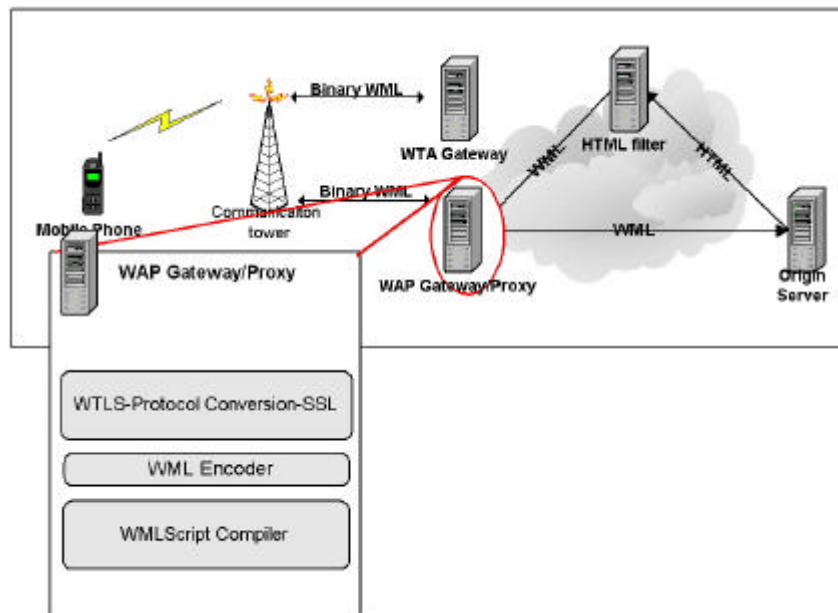 Binary WML
WTA Gateway
HTML filter
WML
HTML
Mobile Phone
Binary WML
Communicaiton
tower
WML
WAP Gateway/Proxy
Origin
Server
WAP Gateway/Proxy
WTLS-Protocol Conversion-SSL
WML Encoder
WMLScript Compiler